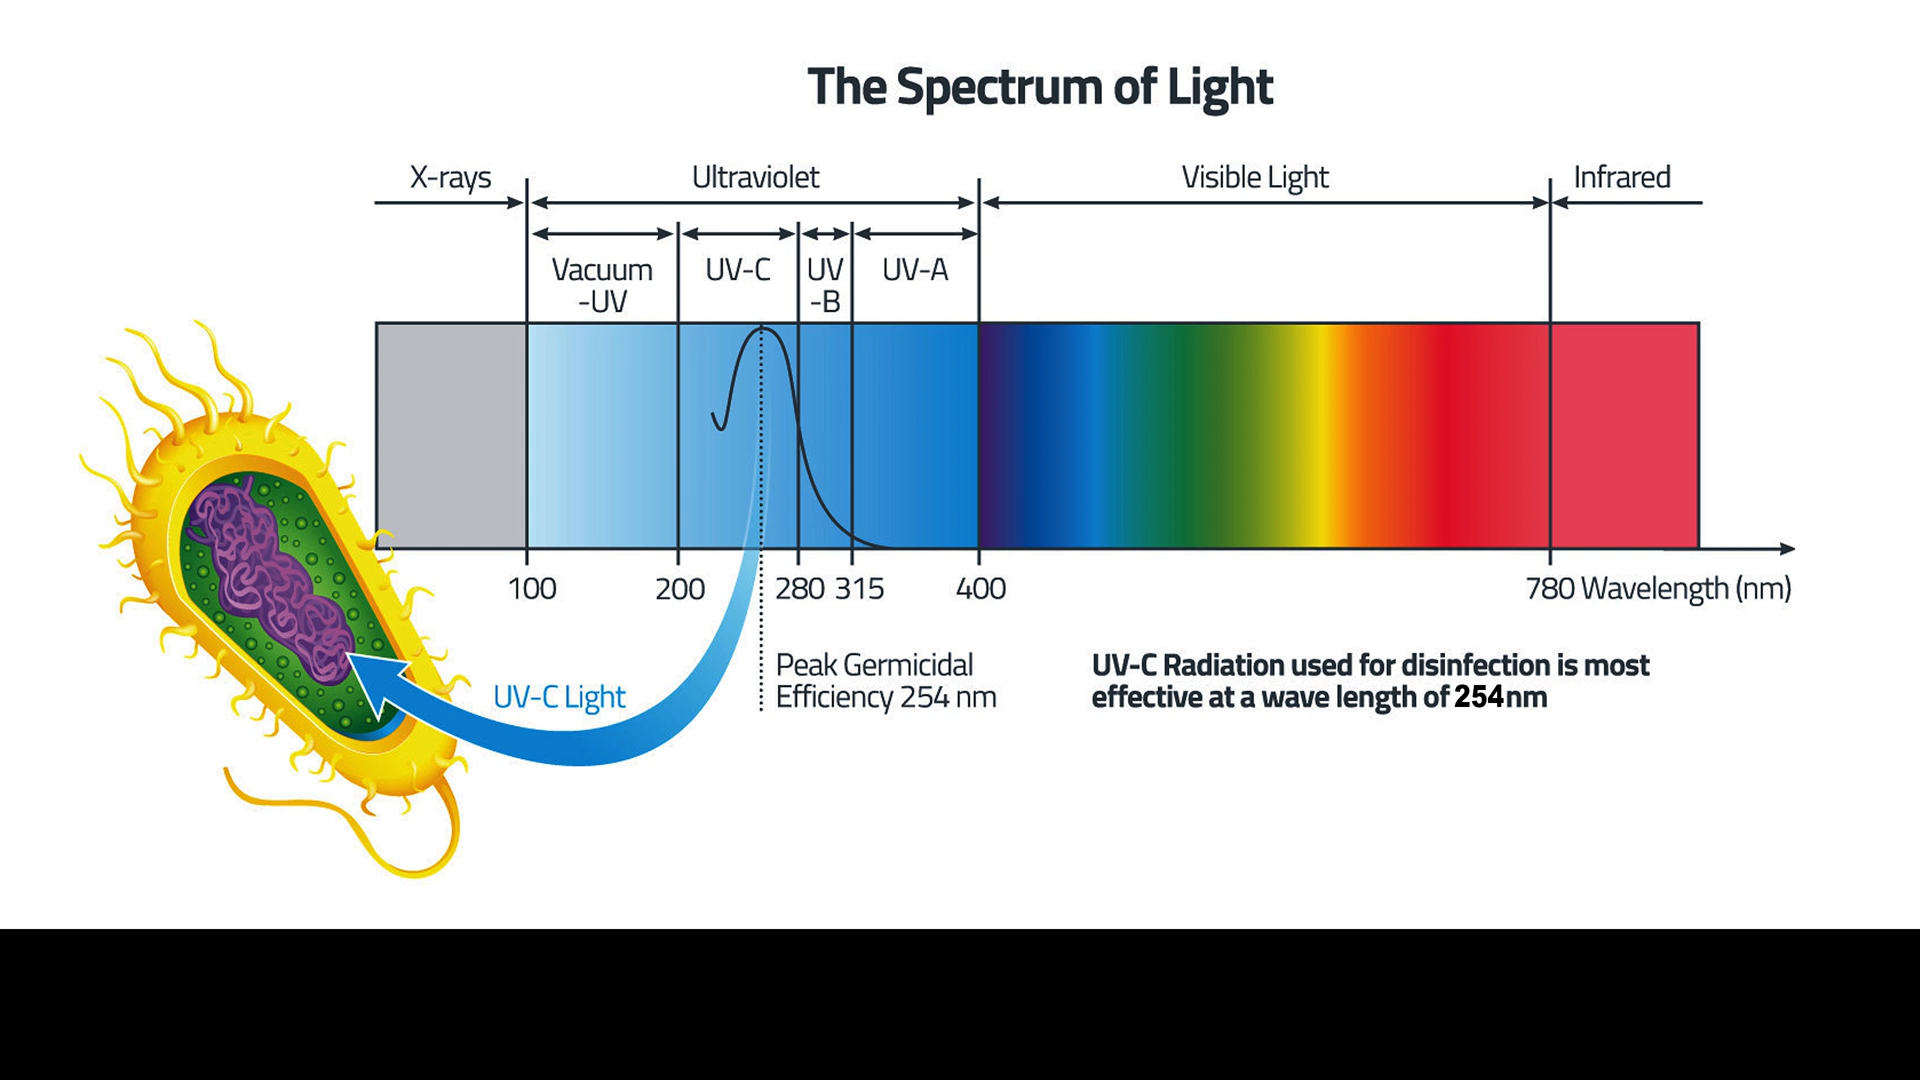 The Spectrum of Light
X-rays
Ultraviolet
Visible Light
Infrared
Vacuum
-UV
UV-C
UV
-B
UV-A
100
200
280
315
400
780 Wavelength (nm)
UV-C Light
Peak Germicidal
Efficiency 254 nm
UV-C Radiation used for disinfection is most
effective at a wave length of 254nm